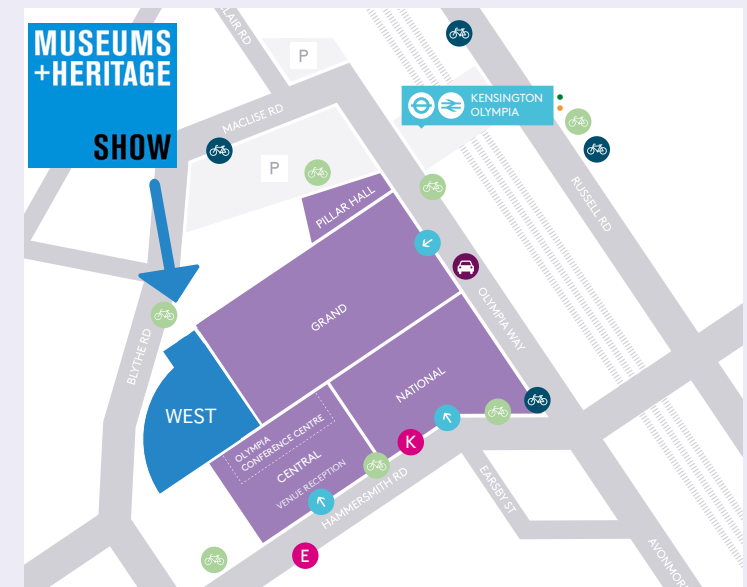 MUSEUMS
+HERITAGE
SHOW
P
MACLISE RD
P
KENSINGTON
OLYMPIA
RUSSELL RD
PILLAR HALL
GRAND
OLYMPIA WAY
BLYTHE RD
WEST
NATIONAL
OLYMPIA
CONFERENCE CENTRE
CENTRAL
VENUE RECEPTION
K
HAMMERSMITH RD
E
EARSBY ST
AVONMOR